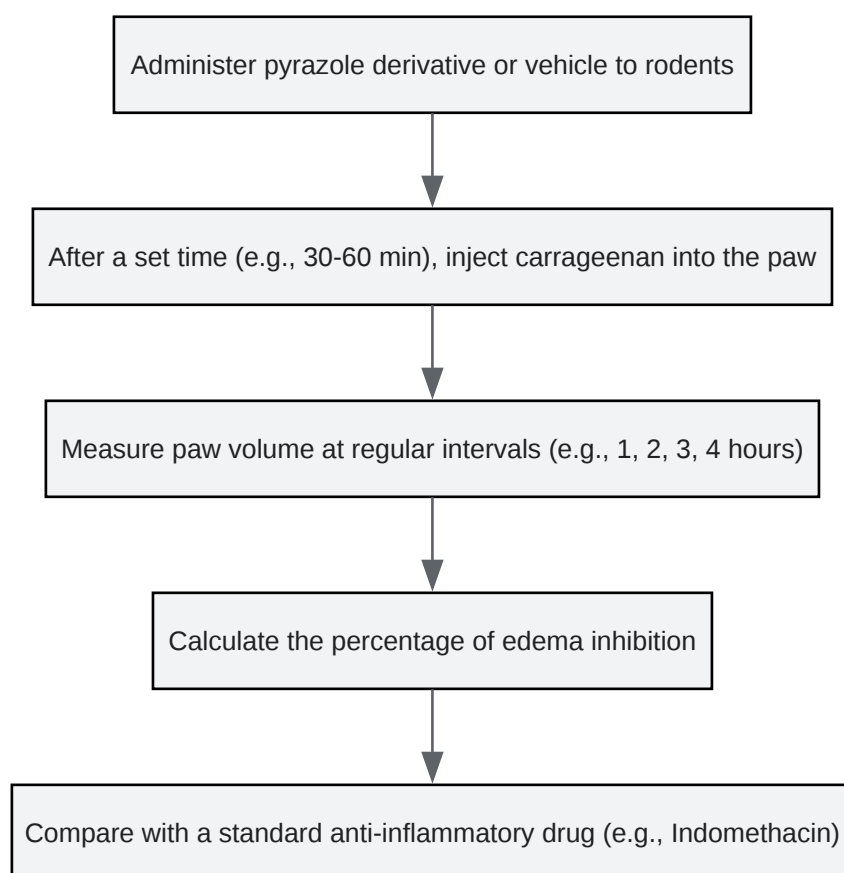 Administer pyrazole derivative or vehicle to rodents
After a set time (e.g., 30-60 min), inject carrageenan into the paw
Measure paw volume at regular intervals (e.g., 1, 2, 3, 4 hours)
Calculate the percentage of edema inhibition
Compare with a standard anti-inflammatory drug (e.g., Indomethacin)